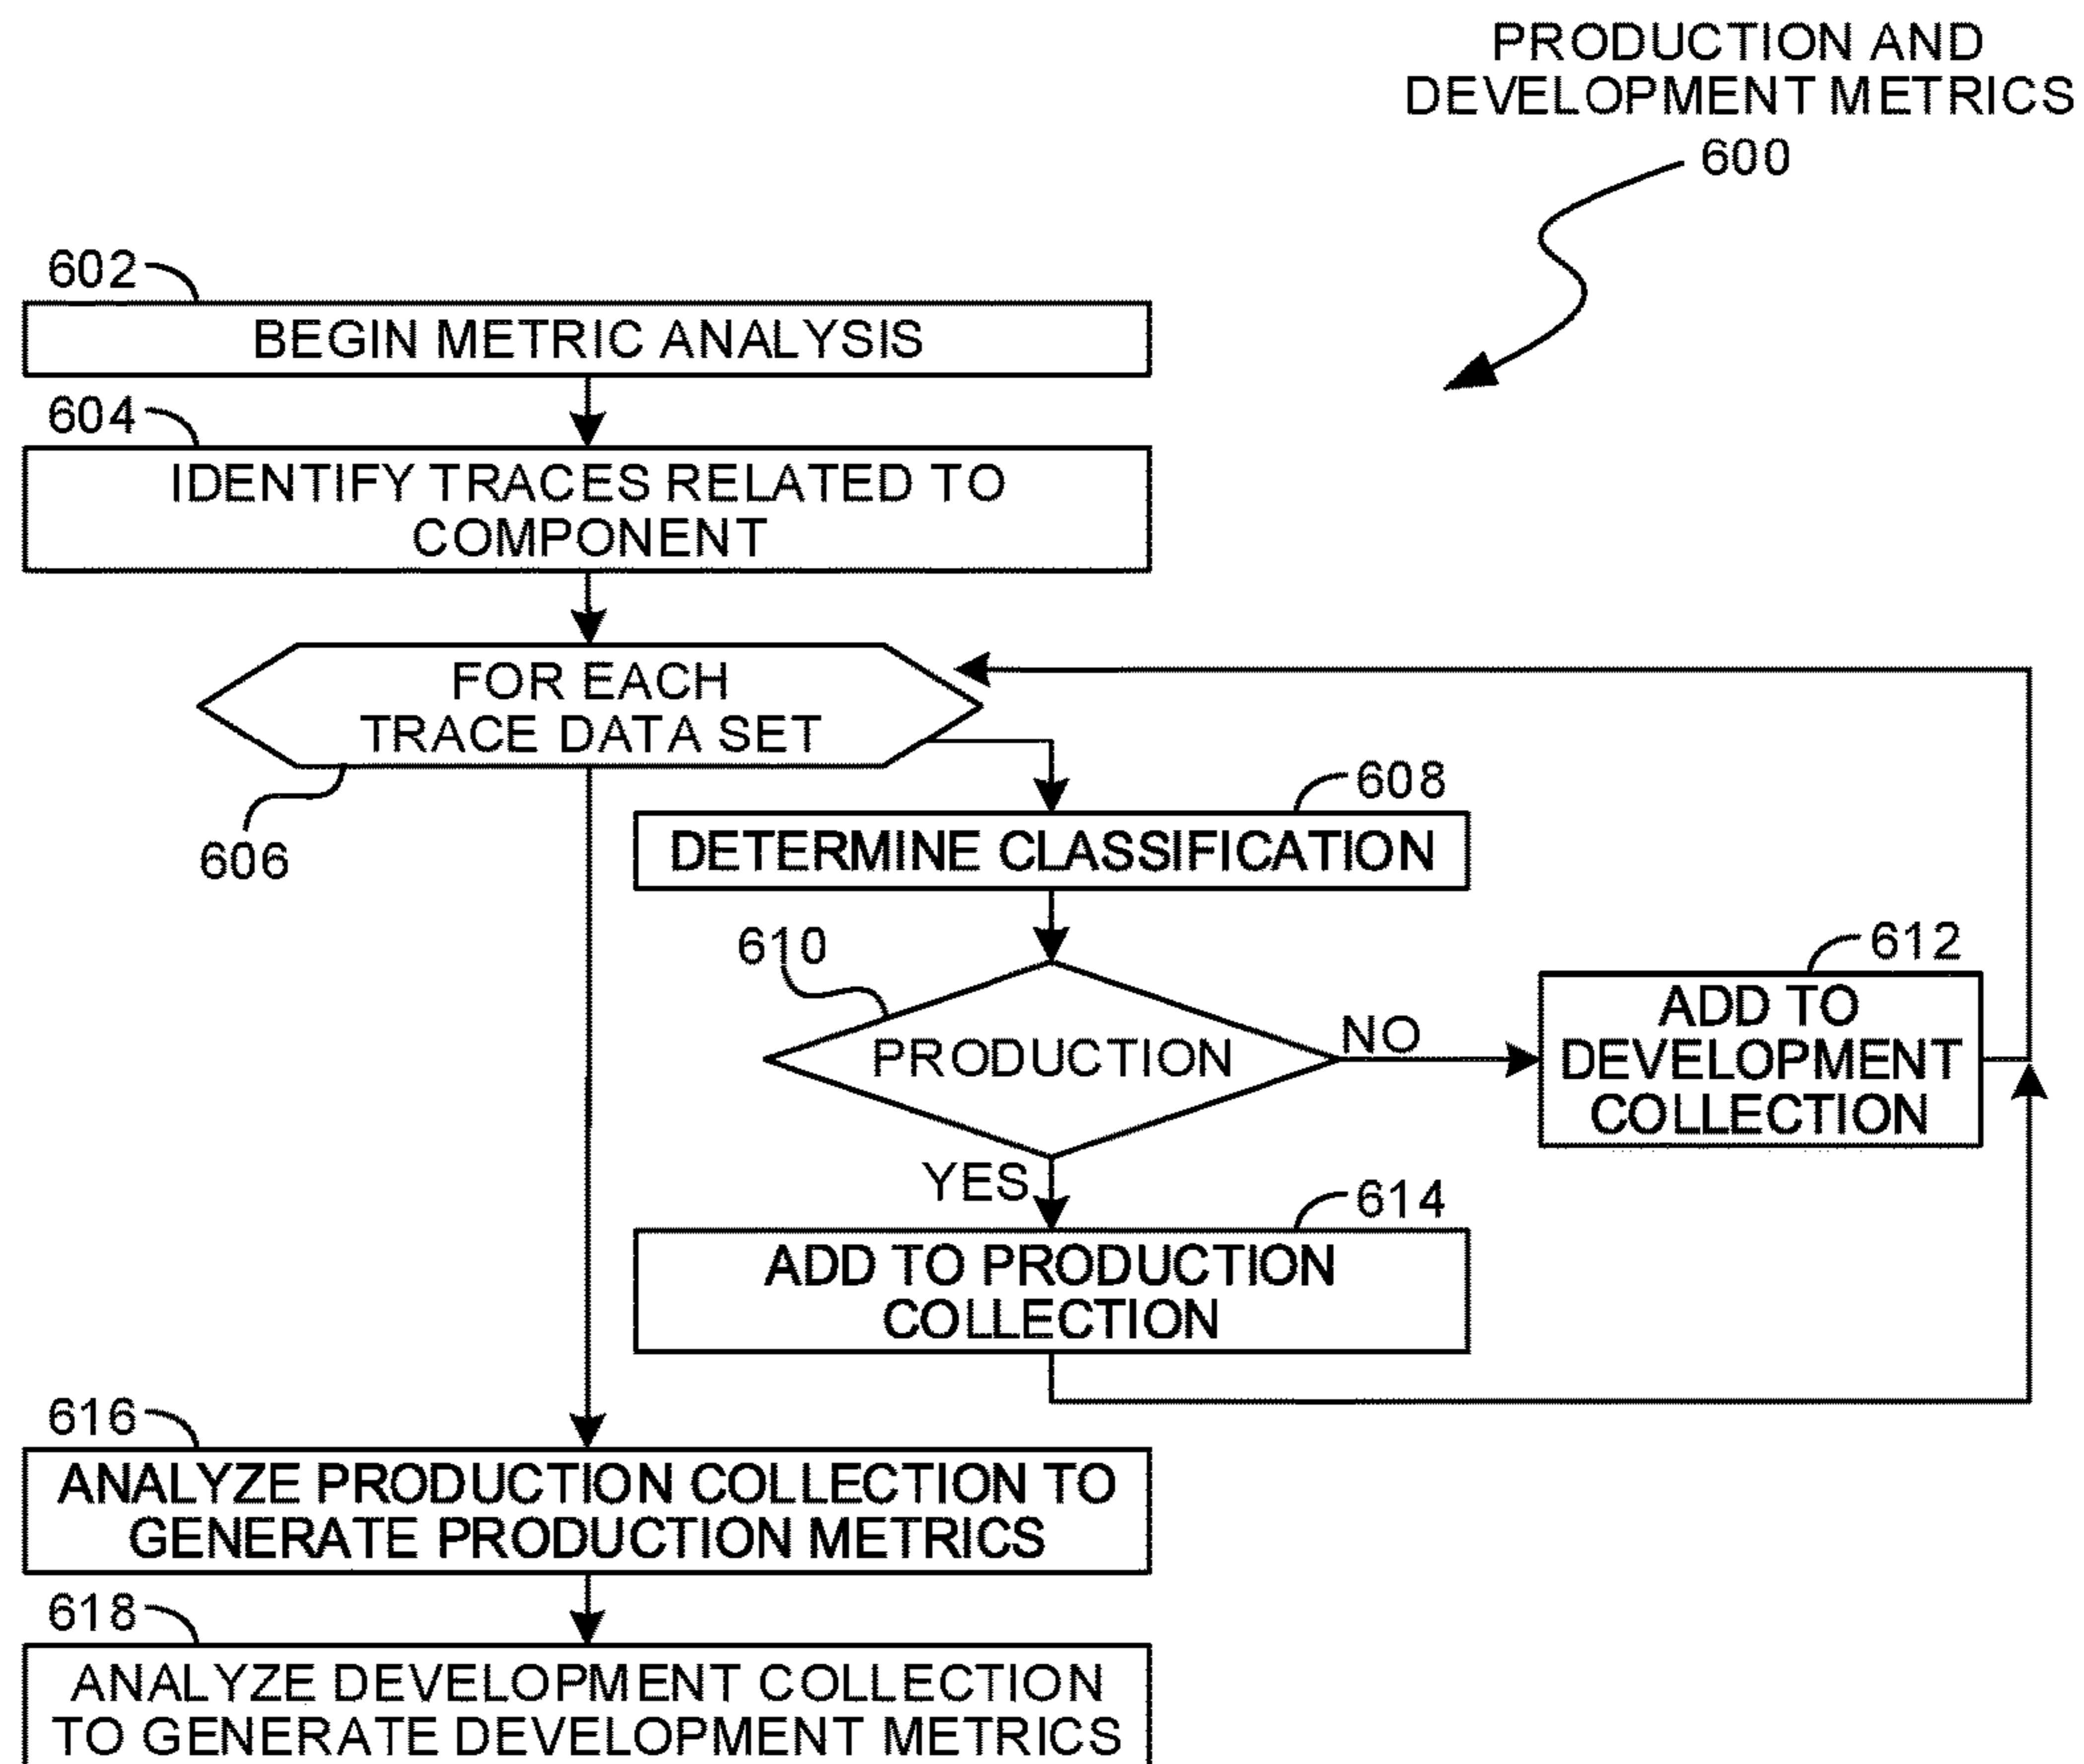 PRODUCTION AND
DEVELOPMENT METRICS
600
602
BEGIN METRIC ANALYSIS
604
IDENTIFY TRACES RELATED TO
COMPONENT
FOR EACH
TRACE DATA SET
606
608
DETERMINE CLASSIFICATION
610
PRODUCTION
NO
612
ADD TO
DEVELOPMENT
COLLECTION
YES
614
ADD TO PRODUCTION
COLLECTION
616
ANALYZE PRODUCTION COLLECTION TO
GENERATE PRODUCTION METRICS
618
ANALYZE DEVELOPMENT COLLECTION
TO GENERATE DEVELOPMENT METRICS